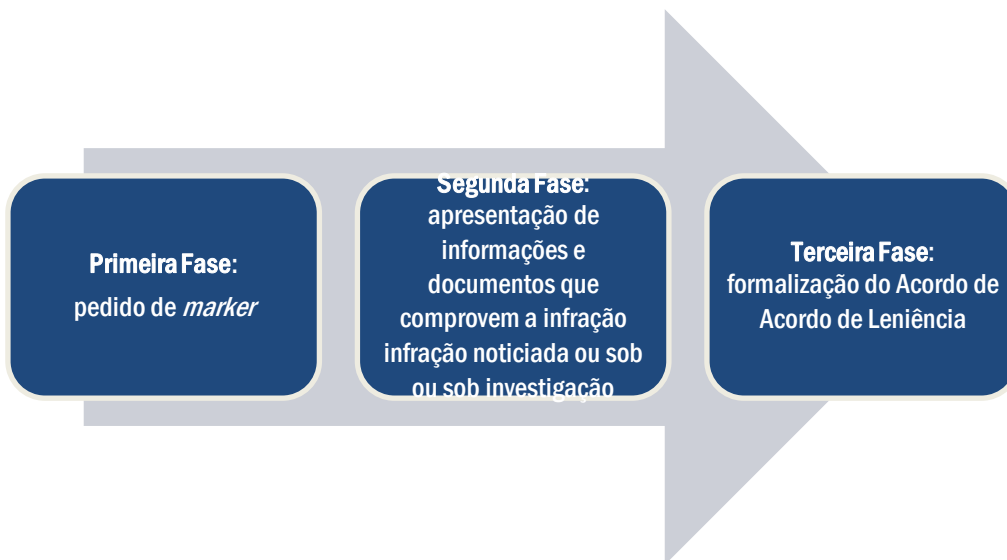 Primeira Fase:
pedido de marker
Segunda Fase:
apresentação de
informações e
documentos que
comprovem a infração
infração noticiada ou sob
ou sob investigação
Terceira Fase:
formalização do Acordo de
Acordo de Leniência